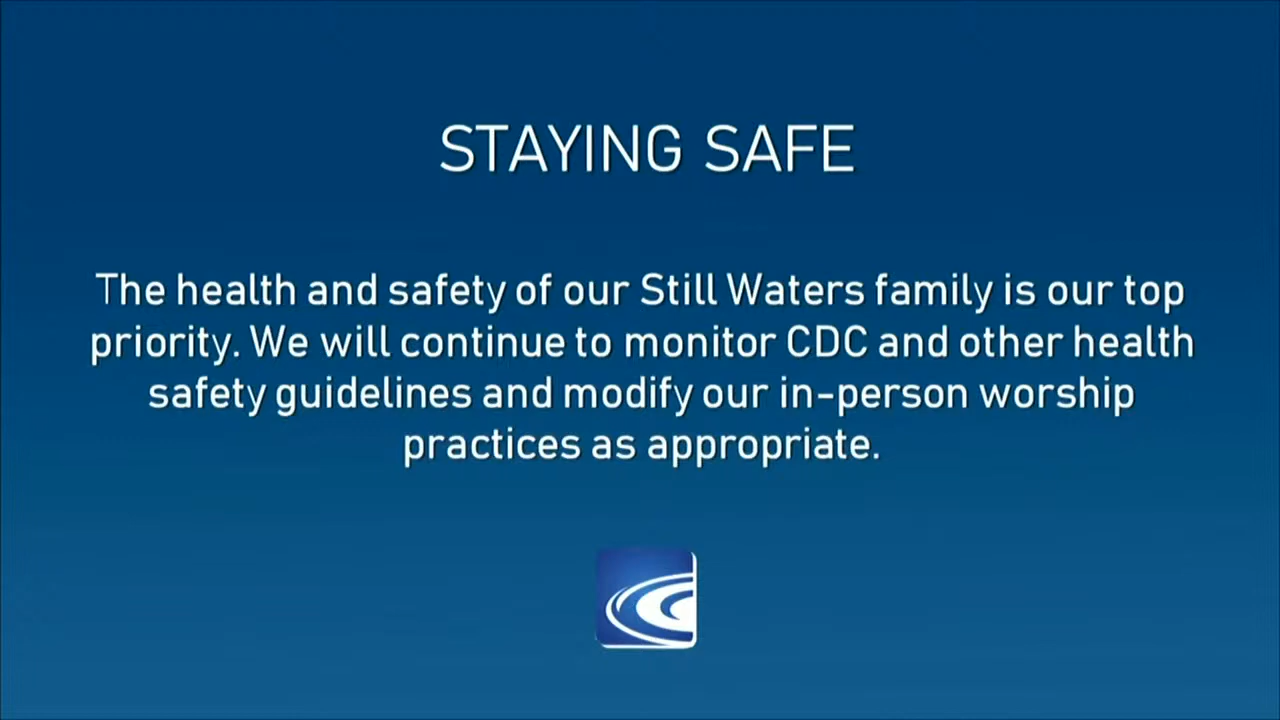 STAYING SAFE
The health and safety of our Still Waters family is our top
priority. We will continue to monitor CDC and other health
safety guidelines and modify our in-person worship
practices as appropriate.